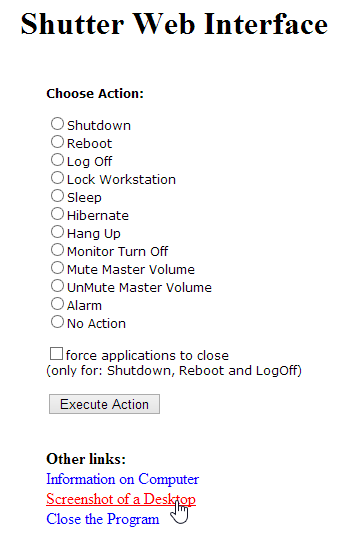 Shutter Web Interface
Choose Action:
Shutdown
Reboot
Log Off
Lock Workstation
Sleep
Hibernate
Hang Up
Monitor Turn Off
Mute Master Volume
UnMute Master Volume
Alarm
No Action
force applications to close
(only for: Shutdown, Reboot and LogOff)
Execute Action
Other links:
Information on Computer
Screenshot of a Desktop
Close the Program